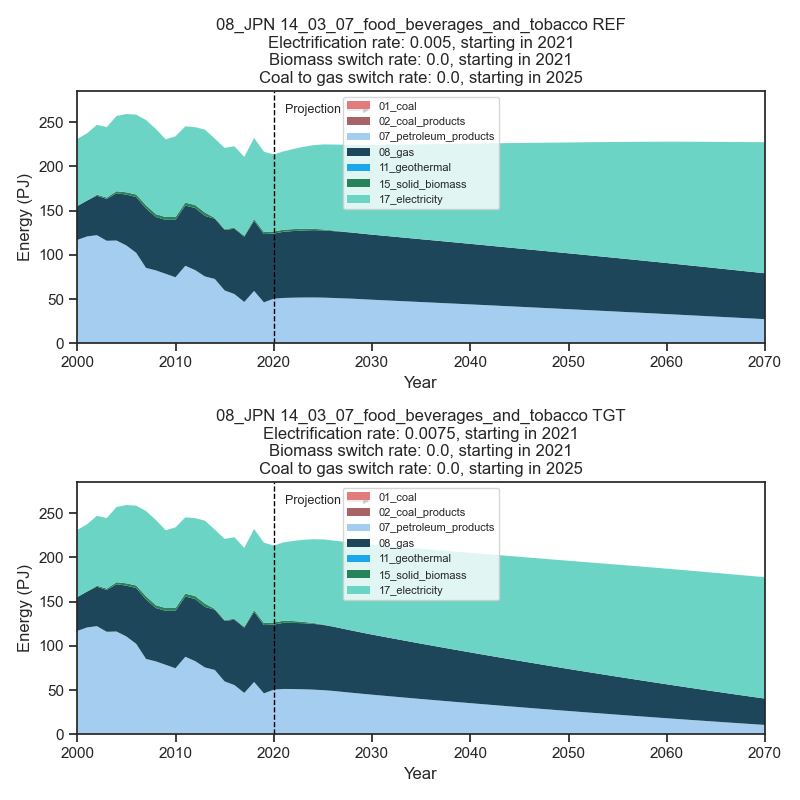 08_JPN 14_03_07_food_beverages_and_tobacco REF
Electrification rate: 0.005, starting in 2021
Biomass switch rate: 0.0, starting in 2021
Coal to gas switch rate: 0.0, starting in 2025
Projection
01_coal
02_coal_products
07_petroleum_products
08_gas
11_geothermal
15_solid_biomass
17_electricity
250
200
150
100
50
0
Energy (PJ)
2000 2010 2020 2030 2040 2050 2060 2070
Year
08_JPN 14_03_07_food_beverages_and_tobacco TGT
Electrification rate: 0.0075, starting in 2021
Biomass switch rate: 0.0, starting in 2021
Coal to gas switch rate: 0.0, starting in 2025
Projection
01_coal
02_coal_products
07_petroleum_products
08_gas
11_geothermal
15_solid_biomass
17_electricity
250
200
150
100
50
0
Energy (PJ)
2000 2010 2020 2030 2040 2050 2060 2070
Year